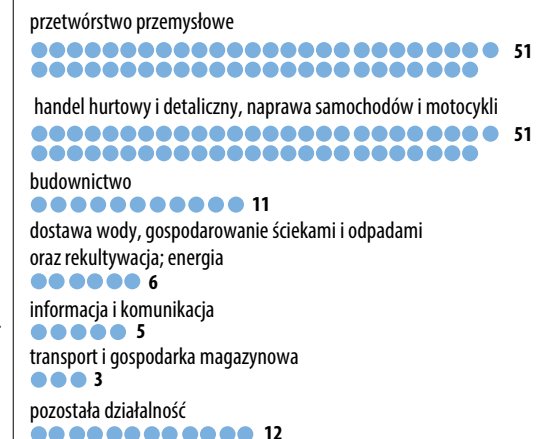 przetwórstwo przemysłowe
51
handel hurtowy i detaliczny, naprawa samochodów i motocykli
51
budownictwo
11
dostawa wody, gospodarowanie ściekami i odpadami
oraz rekultywacja; energia
6
informacja i komunikacja
5
transport i gospodarka magazynowa
3
pozostała działalność
12